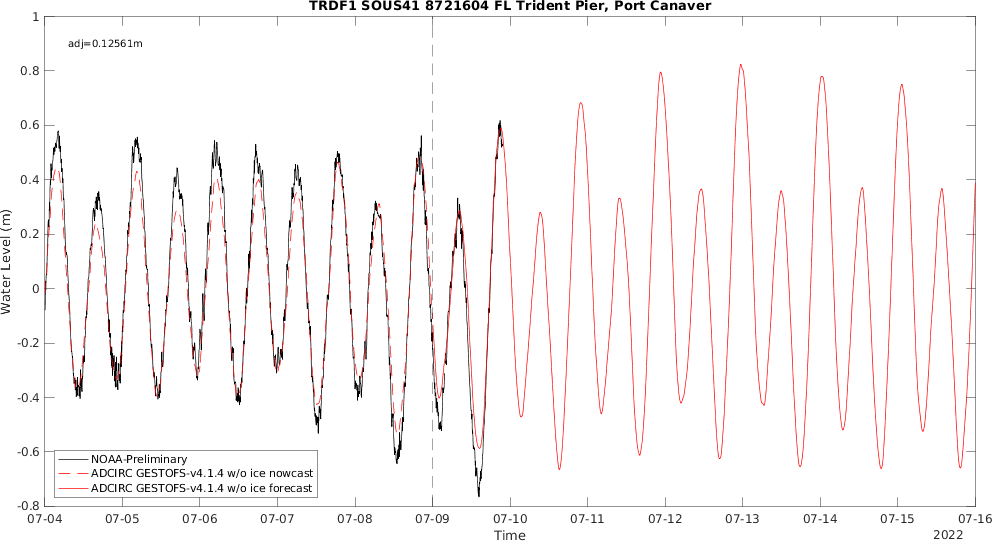 TRDF1 SOUS41 8721604 FL Trident Pier, Port Canaver
adj=0.12561m
1
0.8
0.6
0.4
0.2
0
-0.2
-0.4
-0.6
-0.8
Water Level (m)
NOAA-Preliminary
ADCIRC GESTOFS-v4.1.4 w/o ice nowcast
ADCIRC GESTOFS-v4.1.4 w/o ice forecast
07-04 07-05 07-06 07-07 07-08 07-09 07-10 07-11 07-12 07-13 07-14 07-15 07-16
Time
2022